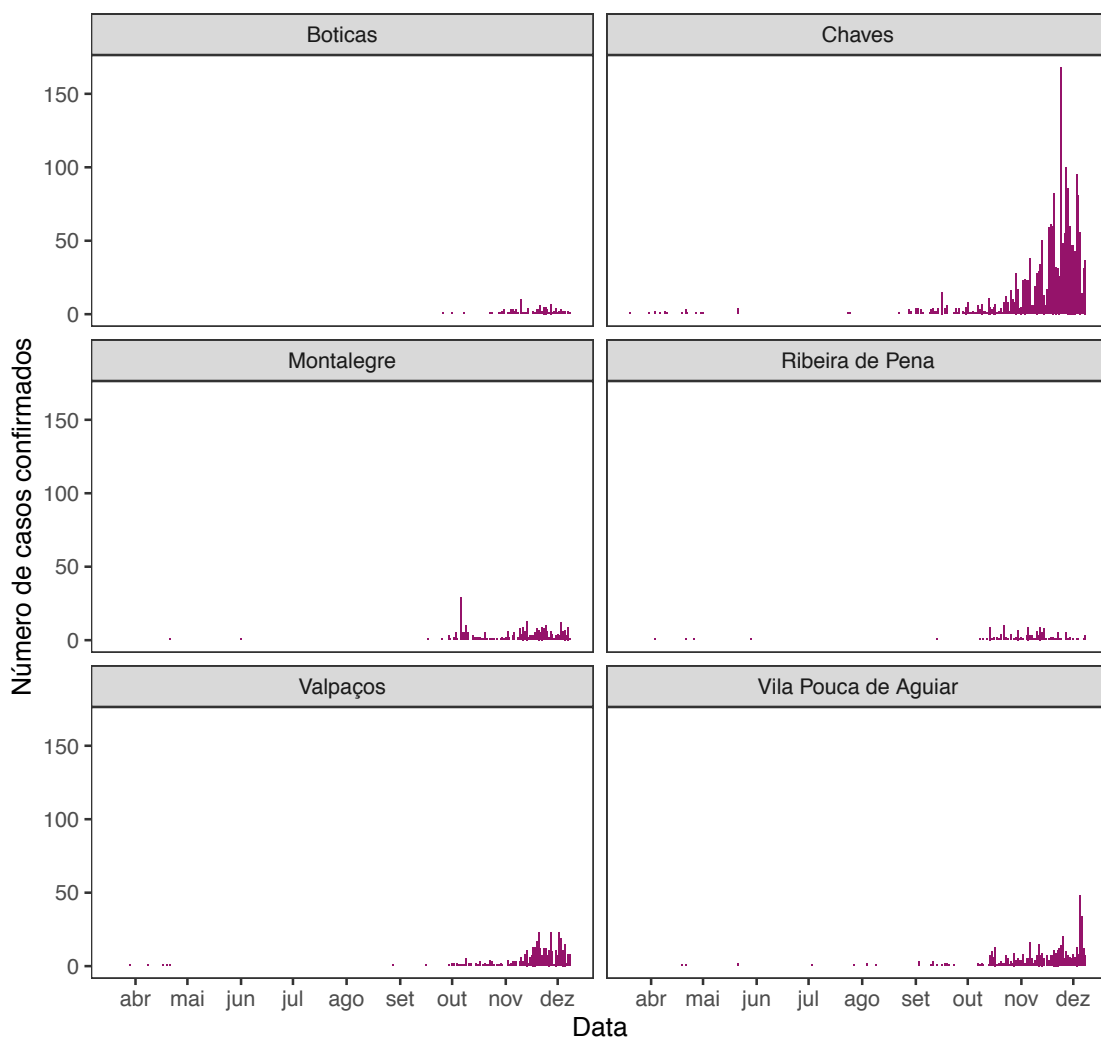 Boticas
Chaves
150
100
50
0
Montalegre
Ribeira de Pena
150
100
50
0
Valpaços
Vila Pouca de Aguiar
150
100
50
0
abr mai jun jul ago set out nov dez
abr mai jun jul ago set out nov dez
Data
Número de casos confirmados